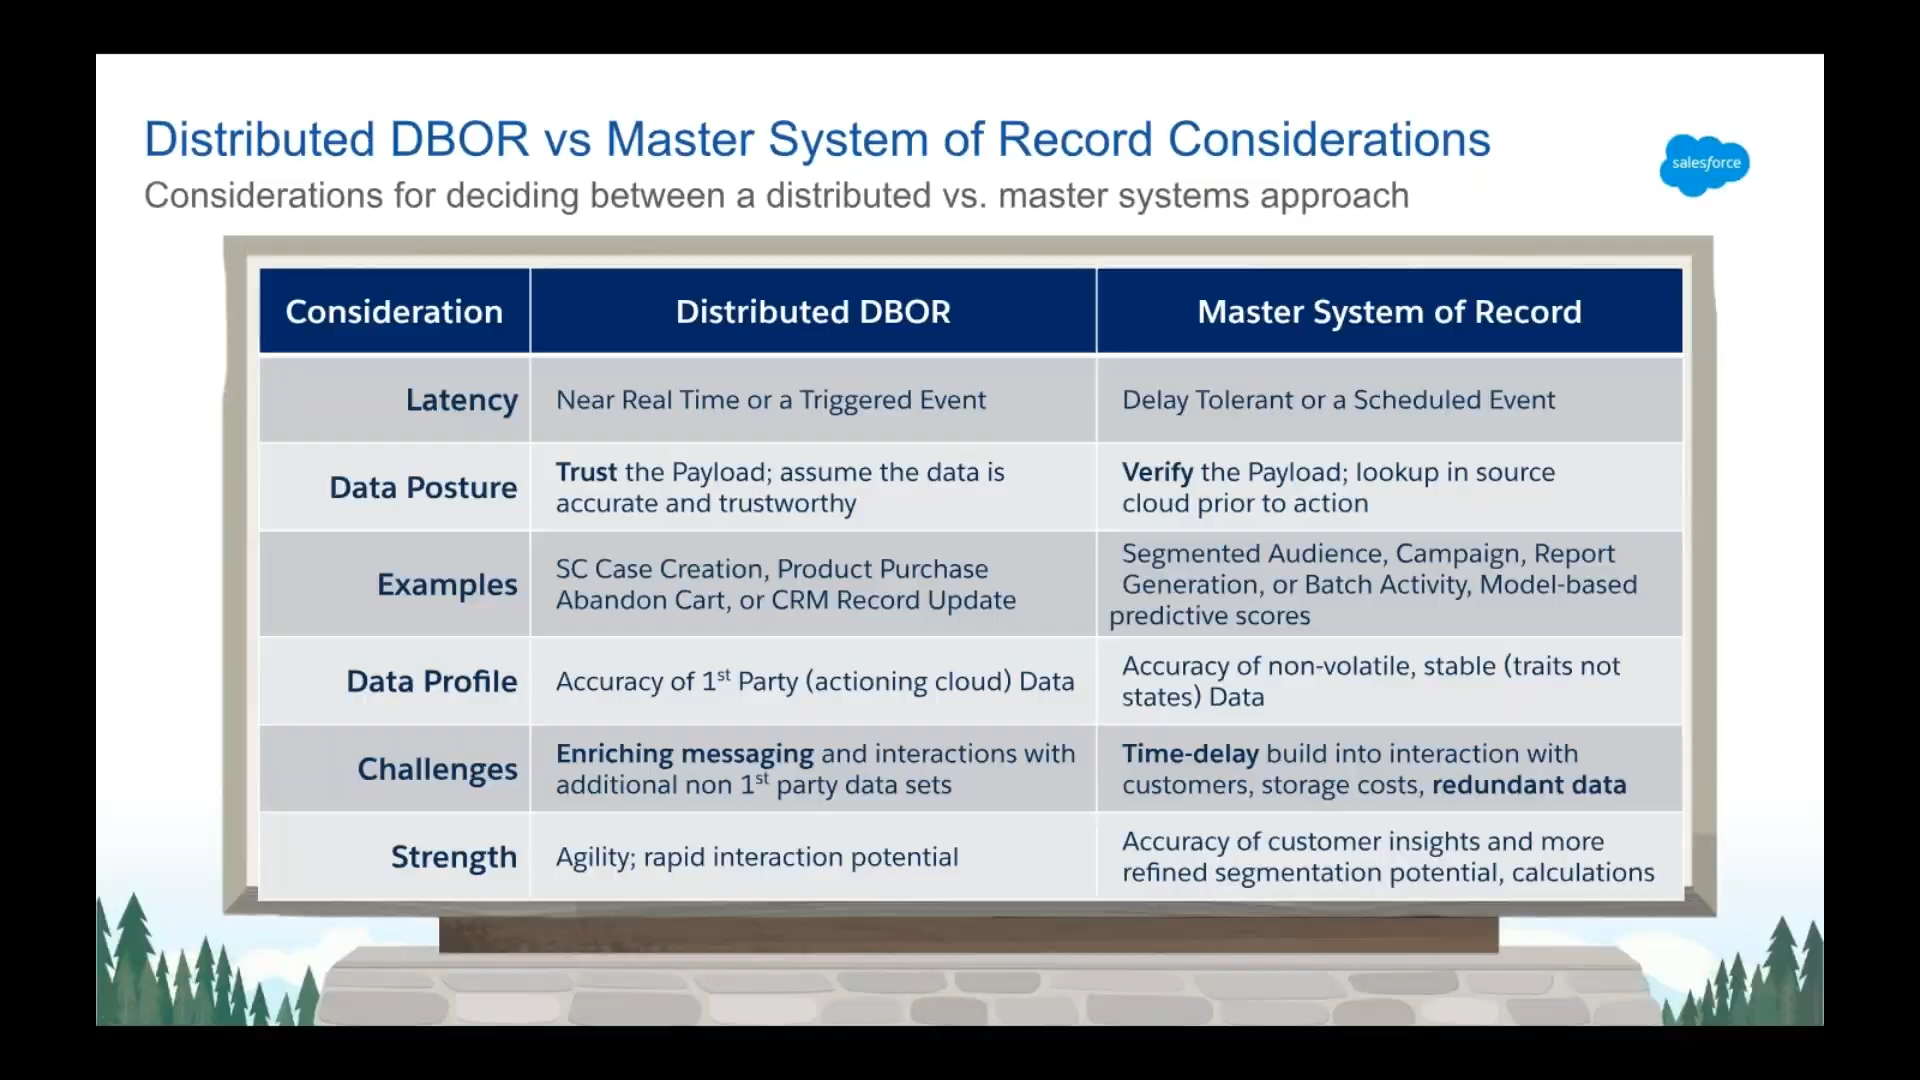 Distributed DBOR vs Master System of Record Considerations
Considerations for deciding between a distributed vs. master systems approach
salesforce
Consideration
Distributed DBOR
Master System of Record
Latency
Near Real Time or a Triggered Event
Delay Tolerant or a Scheduled Event
Data Posture
Trust the Payload; assume the data is
accurate and trustworthy
Verify the Payload; lookup in source
cloud prior to action
Examples
SC Case Creation, Product Purchase
Abandon Cart, or CRM Record Update
Segmented Audience, Campaign, Report
Generation, or Batch Activity, Model-based
predictive scores
Data Profile
Accuracy of 1st Party (actioning cloud) Data
Accuracy of non-volatile, stable (traits not
states) Data
Challenges
Enriching messaging and interactions with
additional non 1st party data sets
Time-delay build into interaction with
customers, storage costs, redundant data
Strength
Agility; rapid interaction potential
Accuracy of customer insights and more
refined segmentation potential, calculations